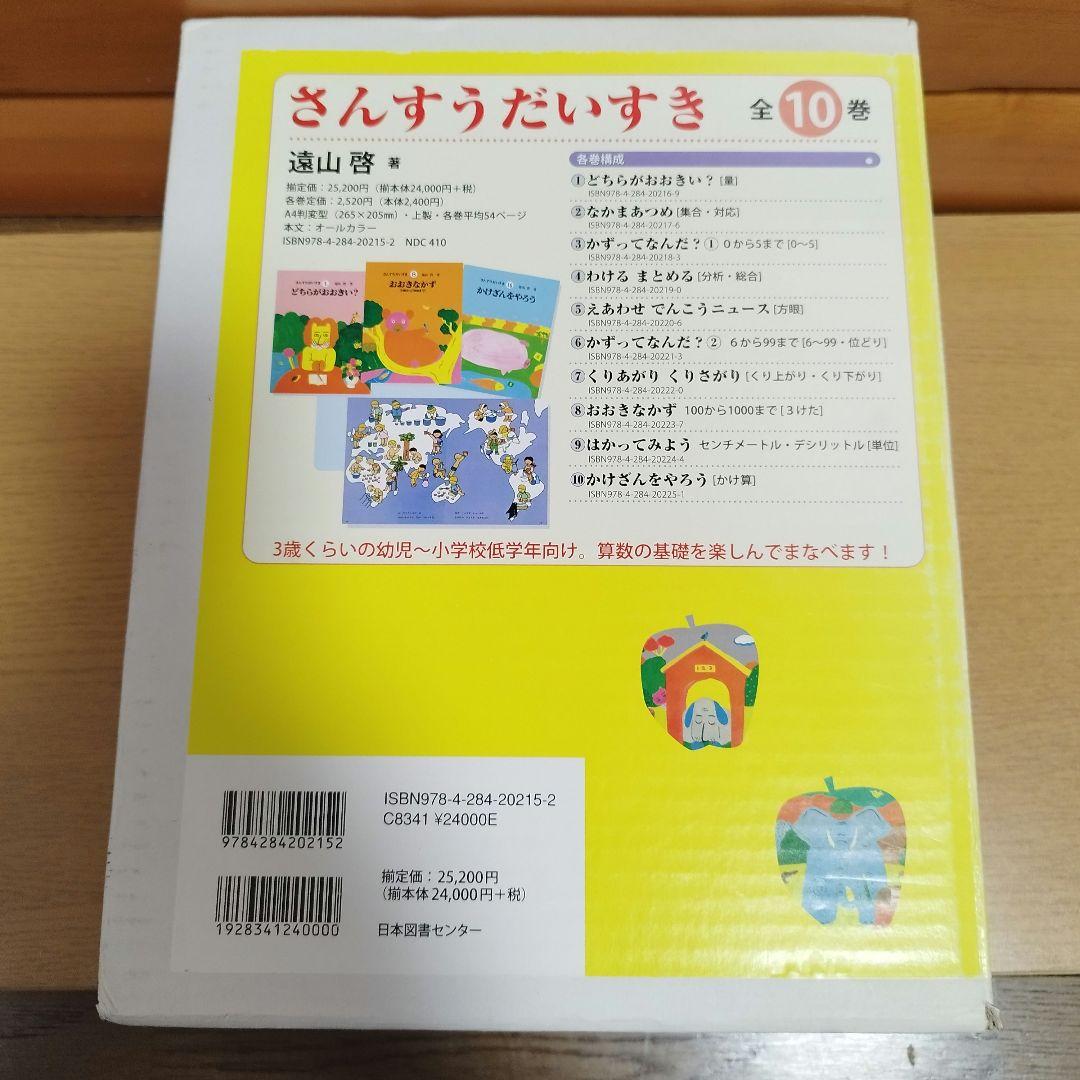 さんすうだいすき 全10巻
遠山 啓 著
揃定価：25,200円（揃本体24,000円＋税）
各巻定価：2,520円（本体2,400円）
A4判変型（265×205㎜）・上製・各巻平均54ページ
本文：オールカラー
ISBN978-4-284-20215-2 NDC 410
各巻構成
①どちらがおおきい？[量]
ISBN978-4-284-20216-9
②なかまあつめ[集合・対応]
ISBN978-4-284-20217-6
③かずってなんだ？① 0から5まで[0〜5]
ISBN978-4-284-20218-3
④わける まとめる[分析・総合]
ISBN978-4-284-20219-0
⑤えあわせ でんこうニュース[方眼]
ISBN978-4-284-20220-6
⑥かずってなんだ？② 6から99まで[6〜99・位どり]
ISBN978-4-284-20221-3
⑦くりあがり くりさがり[くり上がり・くり下がり]
ISBN978-4-284-20222-0
⑧おおきなかず 100から1000まで[3けた]
ISBN978-4-284-20223-7
⑨はかってみよう センチメートル・デシリットル[単位]
ISBN978-4-284-20224-4
⑩かけざんをやろう[かけ算]
ISBN978-4-284-20225-1
どちらがおおきい？
おおきなかず
かけざんをやろう
3歳くらいの幼児〜小学校低学年向け。算数の基礎を楽しんでまなべます！
123
9784284202152
ISBN978-4-284-20215-2
C8341 ¥24000E
1928341240000
揃定価：25,200円
（揃本体24,000円＋税）
日本図書センター